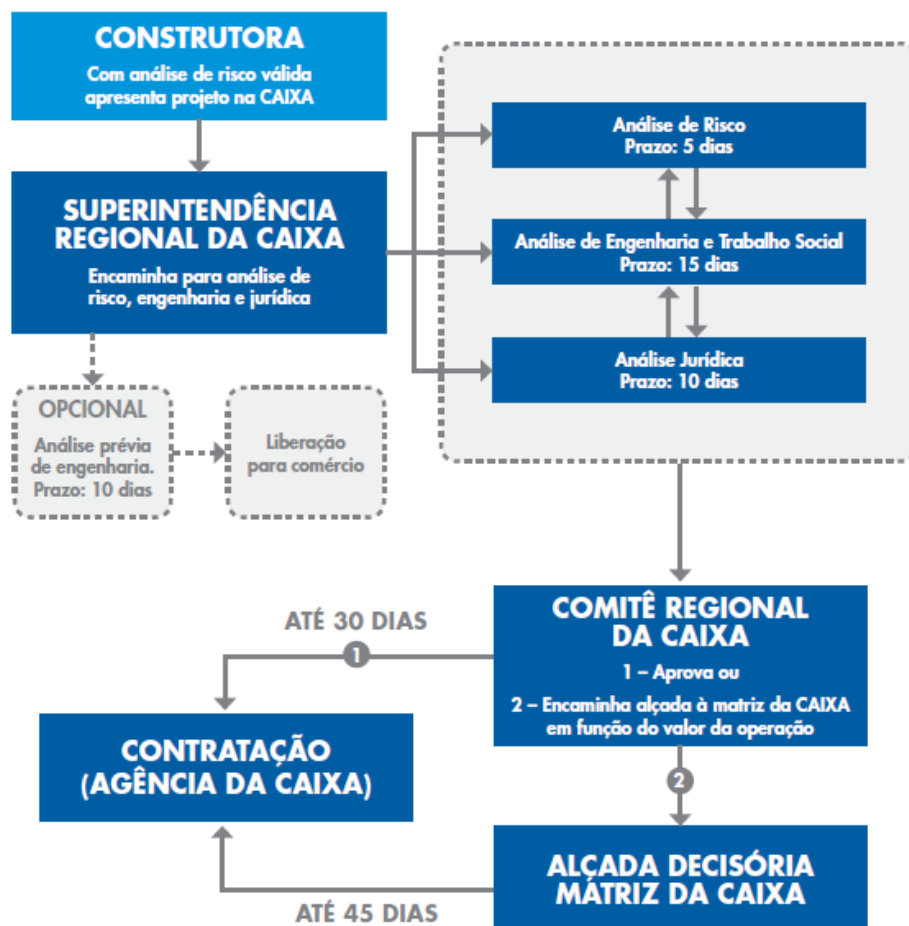 CONSTRUTORA
Com análise de risco válida
apresenta projeto na CAIXA
SUPERINTENDÊNCIA
REGIONAL DA CAIXA
Encaminha para análise de
risco, engenharia e jurídica
Análise de Risco
Prazo: 5 dias
Análise de Engenharia e Trabalho Social
Prazo: 15 dias
Análise Jurídica
Prazo: 10 dias
OPCIONAL
Análise prévia
de engenharia.
Prazo: 10 dias
Liberação
para comércio
COMITÊ REGIONAL
DA CAIXA
1 – Aprova ou
2 – Encaminha alçada à matriz da CAIXA
em função do valor da operação
ATÉ 30 DIAS
1
CONTRATAÇÃO
(AGÊNCIA DA CAIXA)
2
ALÇADA DECISÓRIA
MATRIZ DA CAIXA
ATÉ 45 DIAS